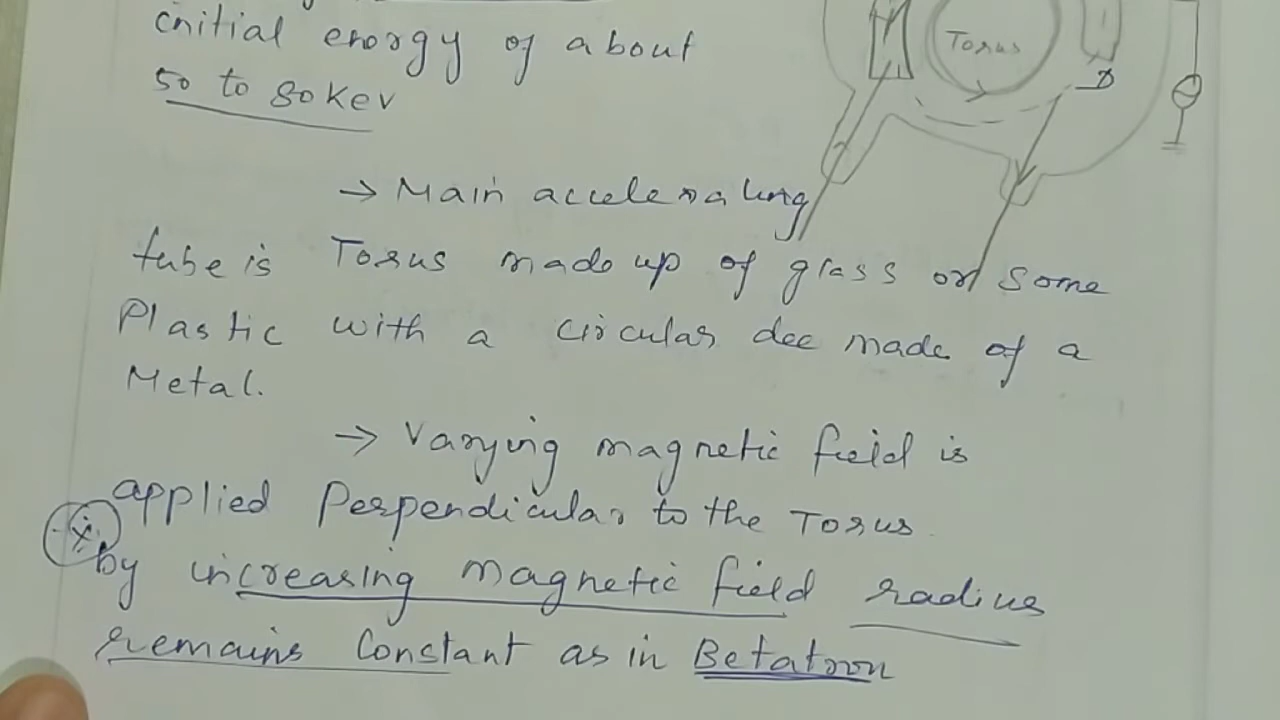 initial energy of about
50 to 80 kev
Torus
D
→ Main accelerating
tube is Torus made up of glass or some
Plastic with a circular dee made of a
Metal.
→ Varying magnetic field is
applied Perpendicular to the Torus.
by increasing magnetic field radius
remains Constant as in Betatron